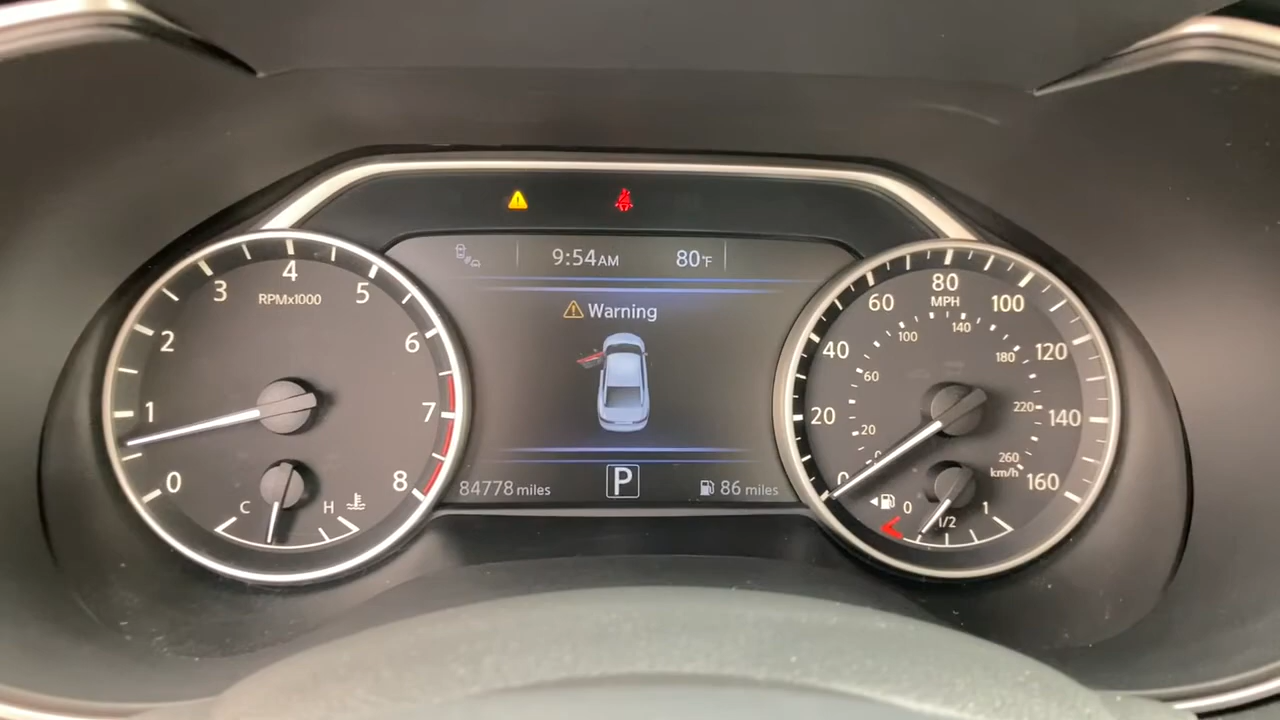 9:54AM 80°F
Warning
84778 miles P 86 miles
0 1 2 3 4 5 6 7 8
RPMx1000
C H
0 20 40 60 80 100 120 140 160
MPH
0 20 60 100 140 180 220 260
km/h
0 1/2 1